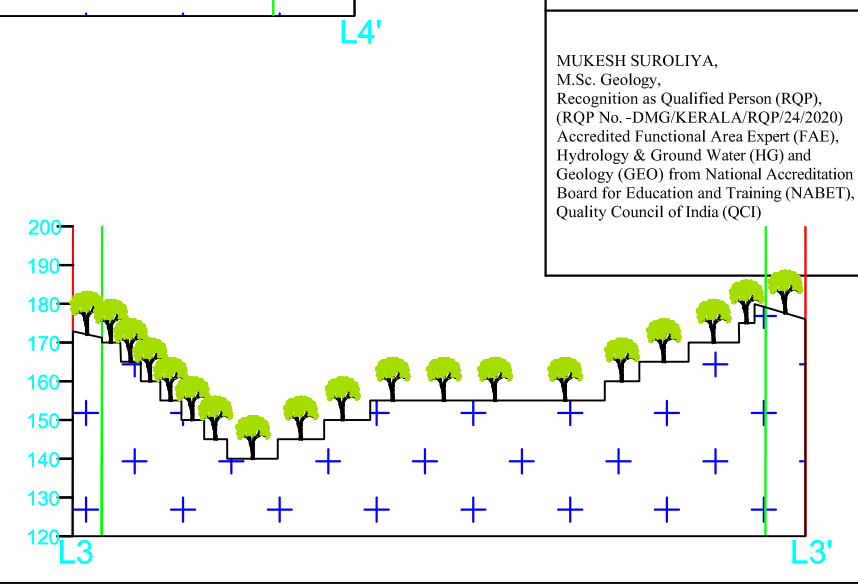 L4'
MUKESH SUROLIYA,
M.Sc. Geology,
Recognition as Qualified Person (RQP),
(RQP No. -DMG/KERALA/RQP/24/2020)
Accredited Functional Area Expert (FAE),
Hydrology & Ground Water (HG) and
Geology (GEO) from National Accreditation
Board for Education and Training (NABET),
Quality Council of India (QCI)
200
190
180
170
160
150
140
130
120
L3
L3'